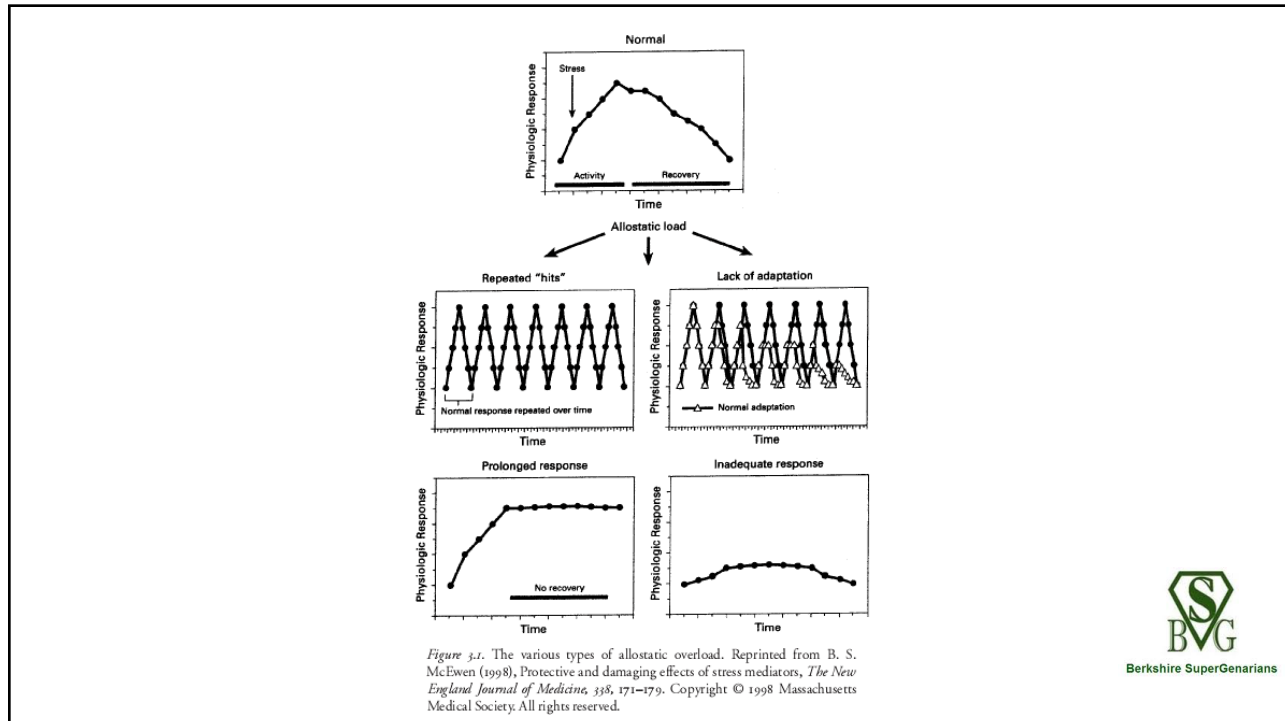 Normal
Stress
Physiologic Response
Activity
Recovery
Time
Allostatic load
Repeated "hits"
Physiologic Response
Normal response repeated over time
Time
Lack of adaptation
Physiologic Response
Normal adaptation
Time
Prolonged response
Physiologic Response
No recovery
Time
Inadequate response
Physiologic Response
Time
Figure 3.1. The various types of allostatic overload. Reprinted from B. S.
McEwen (1998), Protective and damaging effects of stress mediators, The New
England Journal of Medicine, 338, 171–179. Copyright © 1998 Massachusetts
Medical Society. All rights reserved.
S
B G
Berkshire SuperGenarians